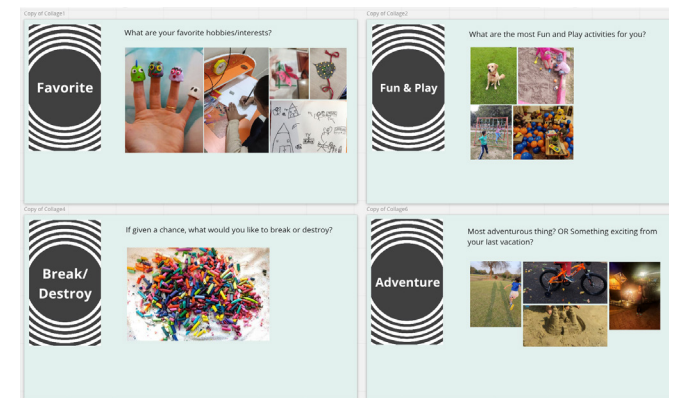 Copy of Collage1
Favorite
What are your favorite hobbies/interests?
Copy of Collage2
Fun & Play
What are the most Fun and Play activities for you?
Copy of Collage4
Break/
Destroy
If given a chance, what would you like to break or destroy?
Copy of Collage6
Adventure
Most adventurous thing? OR Something exciting from
your last vacation?